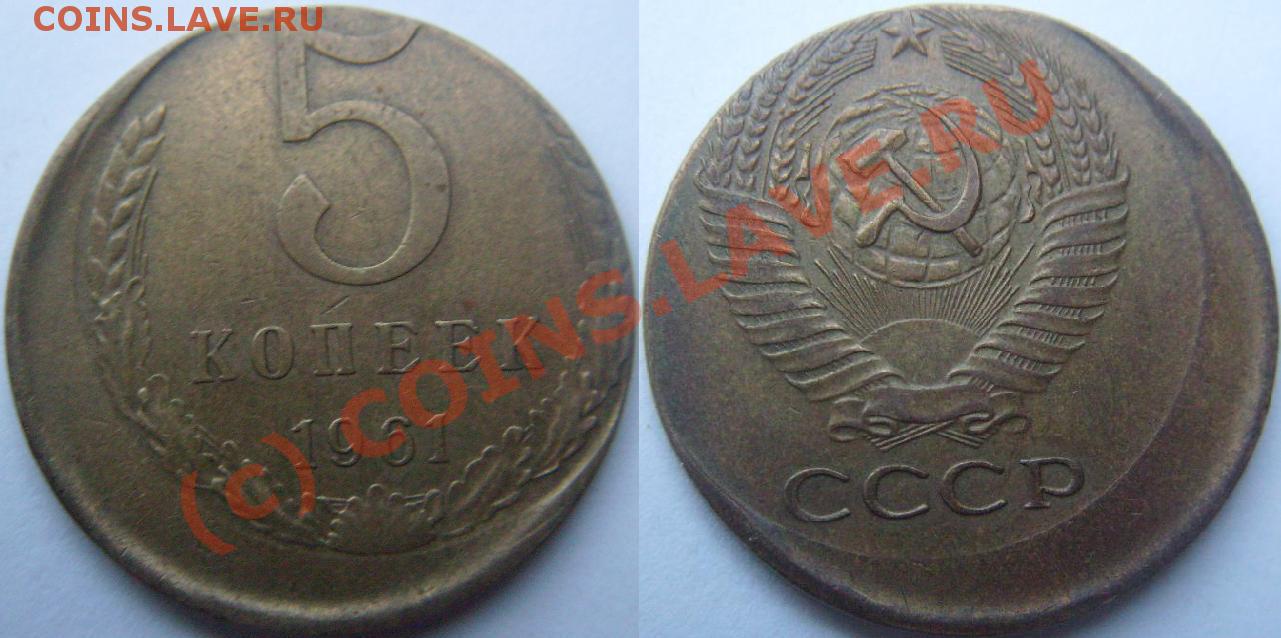 COINS.LAVE.RU
5
КОПЕЕК
1961
СССР
(c) COINS.LAVE.RU